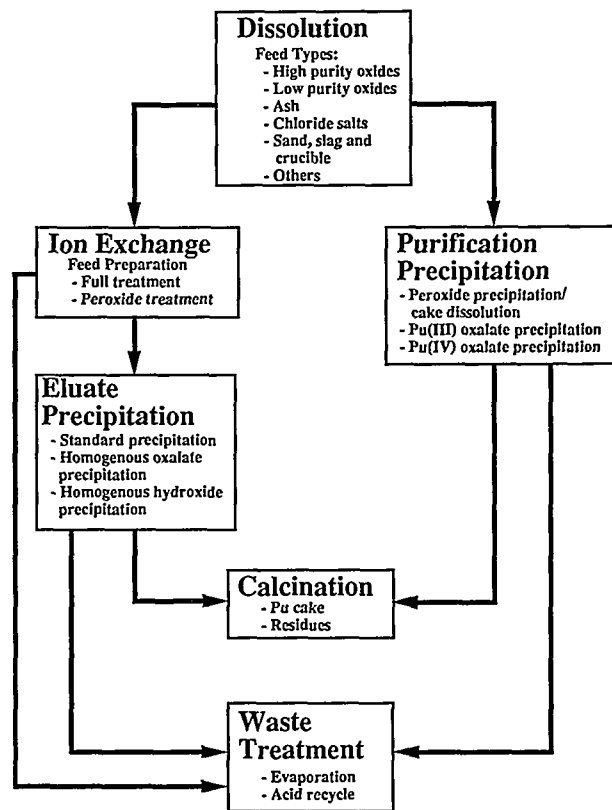 Dissolution
Feed Types:
- High purity oxides
- Low purity oxides
- Ash
- Chloride salts
- Sand, slag and
crucible
- Others
Ion Exchange
Feed Preparation
- Full treatment
- Peroxide treatment
Purification
Precipitation
- Peroxide precipitation/
cake dissolution
- Pu(III) oxalate precipitation
- Pu(IV) oxalate precipitation
Eluate
Precipitation
- Standard precipitation
- Homogenous oxalate
precipitation
- Homogenous hydroxide
precipitation
Calcination
- Pu cake
- Residues
Waste
Treatment
- Evaporation
- Acid recycle